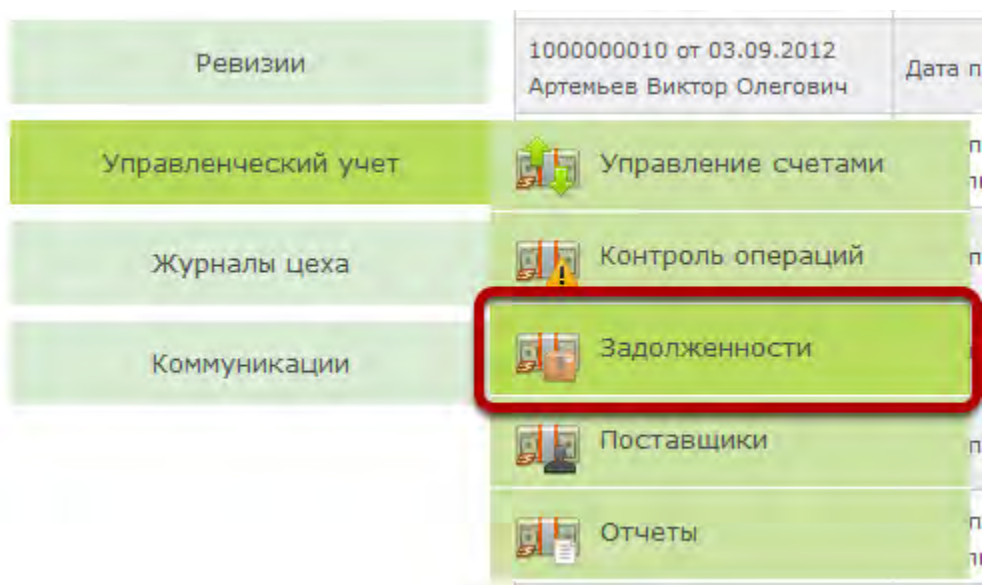 Ревизии
1000000010 от 03.09.2012
Артемьев Виктор Олегович
Дата п
Управленческий учет
Управление счетами
Журналы цеха
Контроль операций
Задолженности
Коммуникации
Поставщики
Отчеты